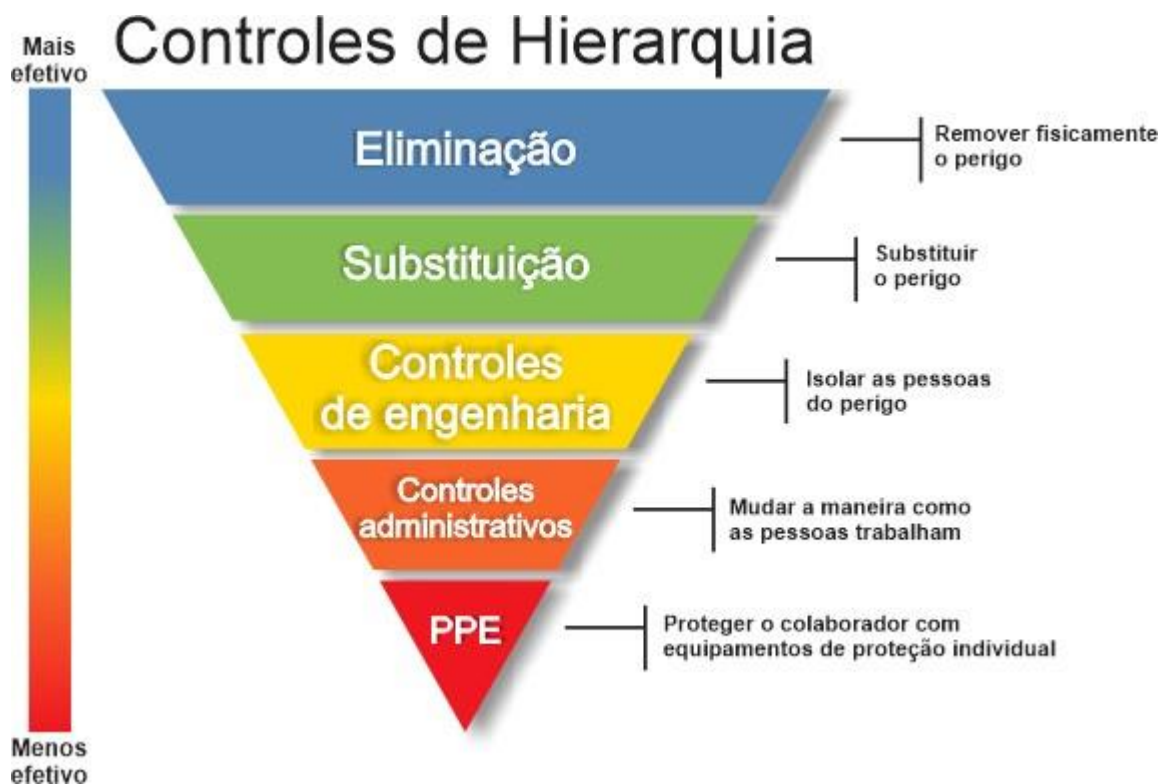 Controles de Hierarquia
Mais
efetivo
Eliminação
Remover fisicamente
o perigo
Substituição
Substituir
o perigo
Controles
de engenharia
Isolar as pessoas
do perigo
Controles
administrativos
Mudar a maneira como
as pessoas trabalham
PPE
Proteger o colaborador com
equipamentos de proteção individual
Menos
efetivo